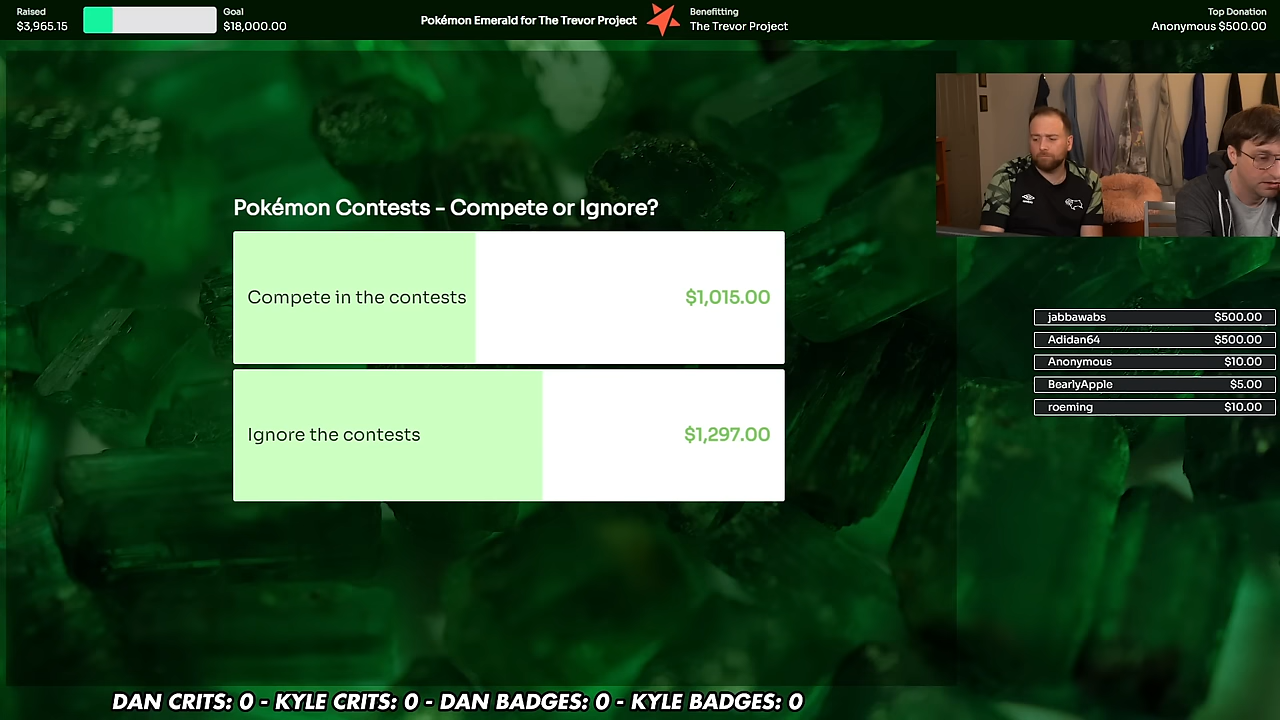 Raised
$3,965.15
Goal
$18,000.00
Pokémon Emerald for The Trevor Project
Benefitting
The Trevor Project
Top Donation
Anonymous $500.00
Pokémon Contests - Compete or Ignore?
Compete in the contests $1,015.00
Ignore the contests $1,297.00
jabbawabs $500.00
Adidan64 $500.00
Anonymous $10.00
BearlyApple $5.00
roeming $10.00
DAN CRITS: 0 - KYLE CRITS: 0 - DAN BADGES: 0 - KYLE BADGES: 0